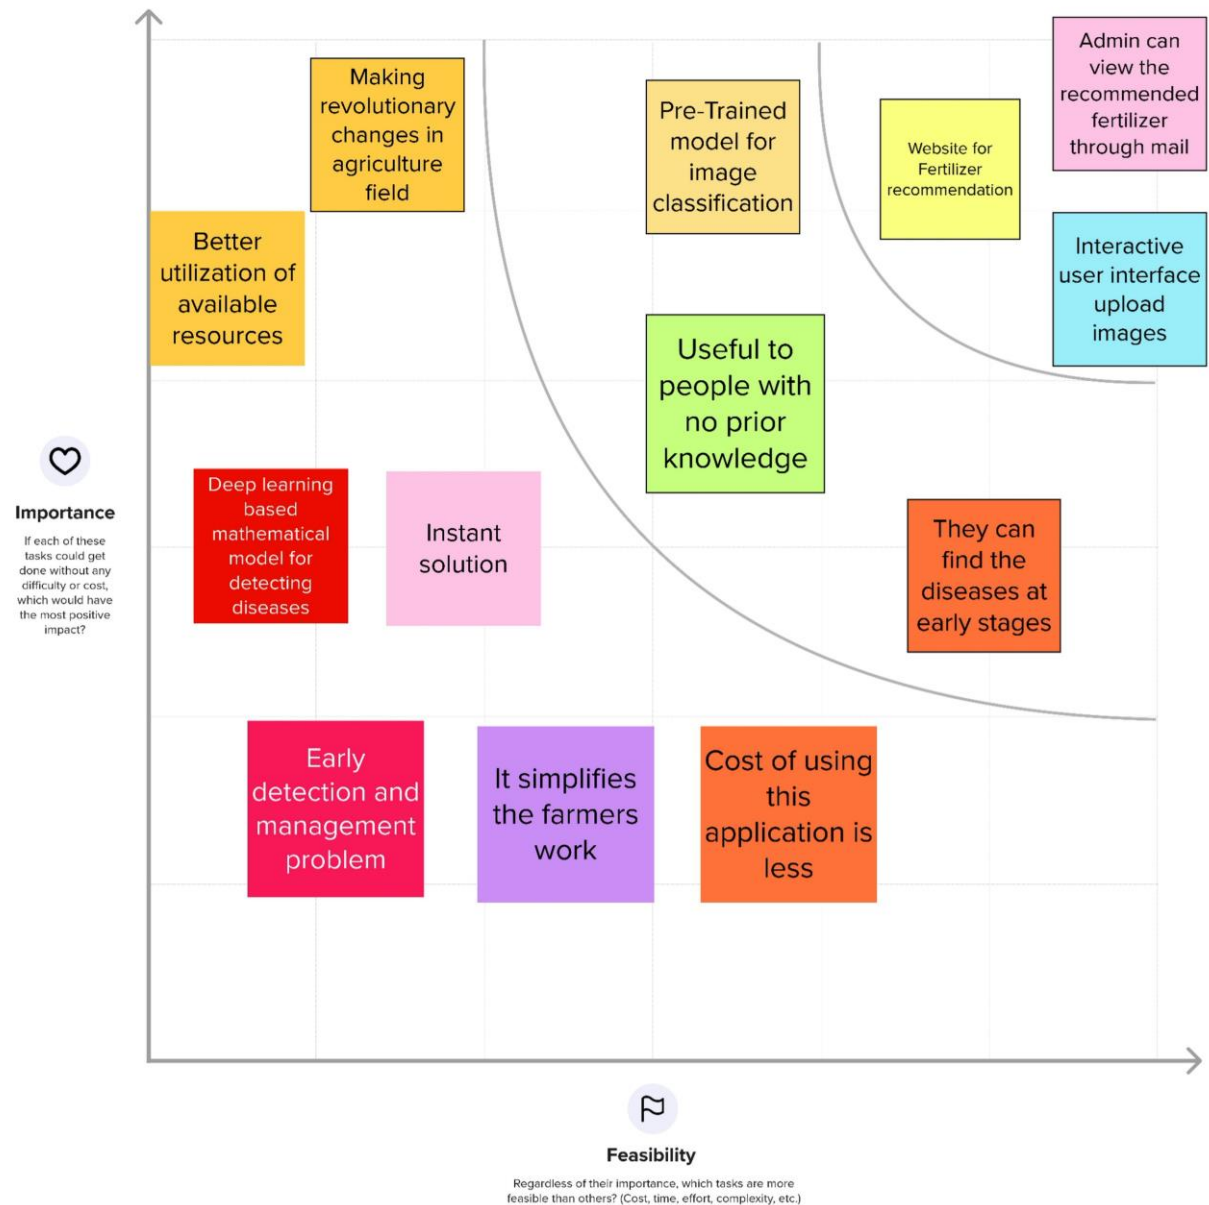 Making
revolutionary
changes in
agriculture
field
Pre-Trained
model for
image
classification
Website for
Fertilizer
recommendation
Admin can
view the
recommended
fertilizer
through mail
Better
utilization of
available
resources
Interactive
user interface
upload
images
Useful to
people with
no prior
knowledge
Importance
If each of these
tasks could get
done without any
difficulty or cost,
which would have
the most positive
impact?
Deep learning
based
mathematical
model for
detecting
diseases
Instant
solution
They can
find the
diseases at
early stages
Early
detection and
management
problem
It simplifies
the farmers
work
Cost of using
this
application is
less
Feasibility
Regardless of their importance, which tasks are more
feasible than others? (Cost, time, effort, complexity, etc.)